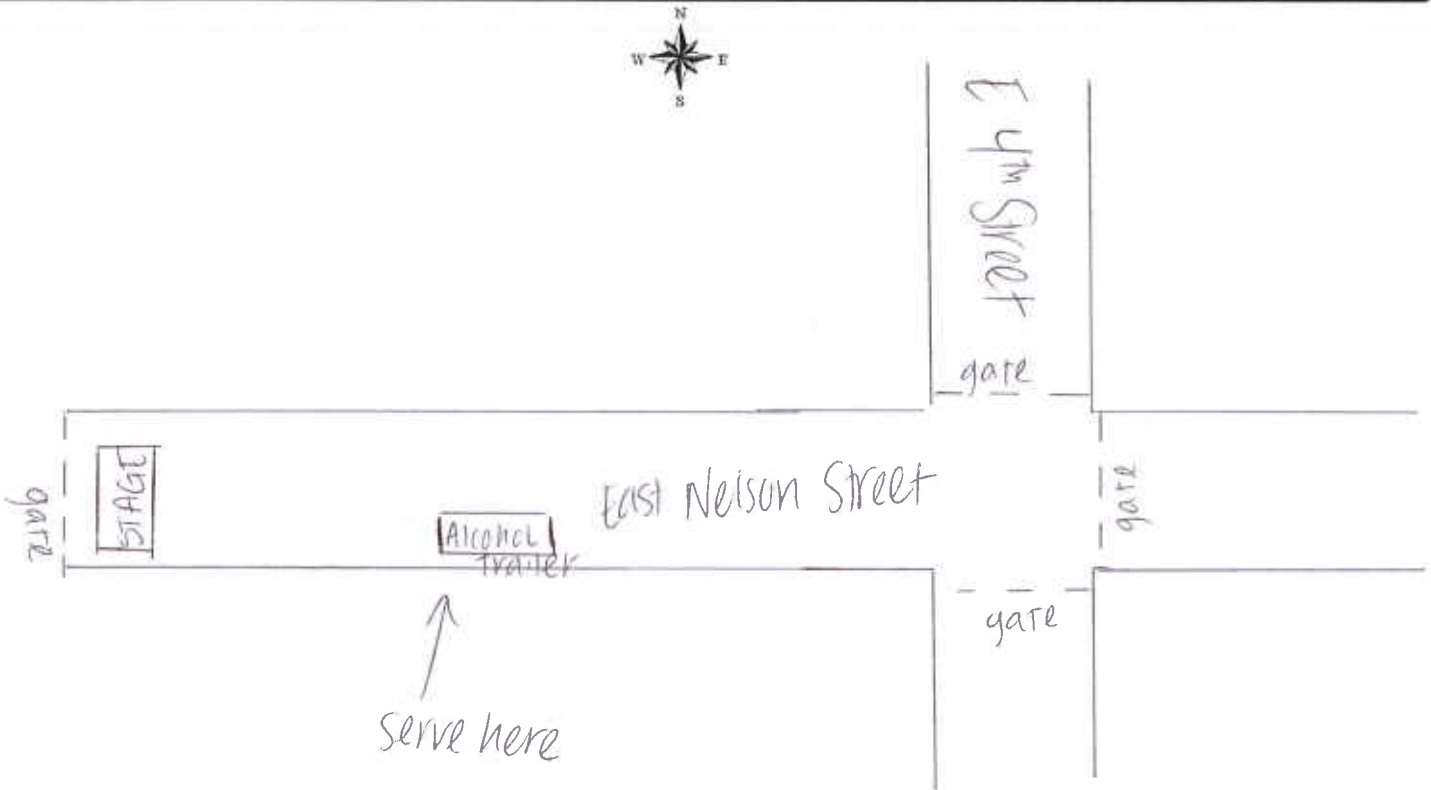 N
W E
S
E 4th Street
gate
STAGE
gate
East Nelson Street
Alcohol
Trailer
gate
gate
serve here